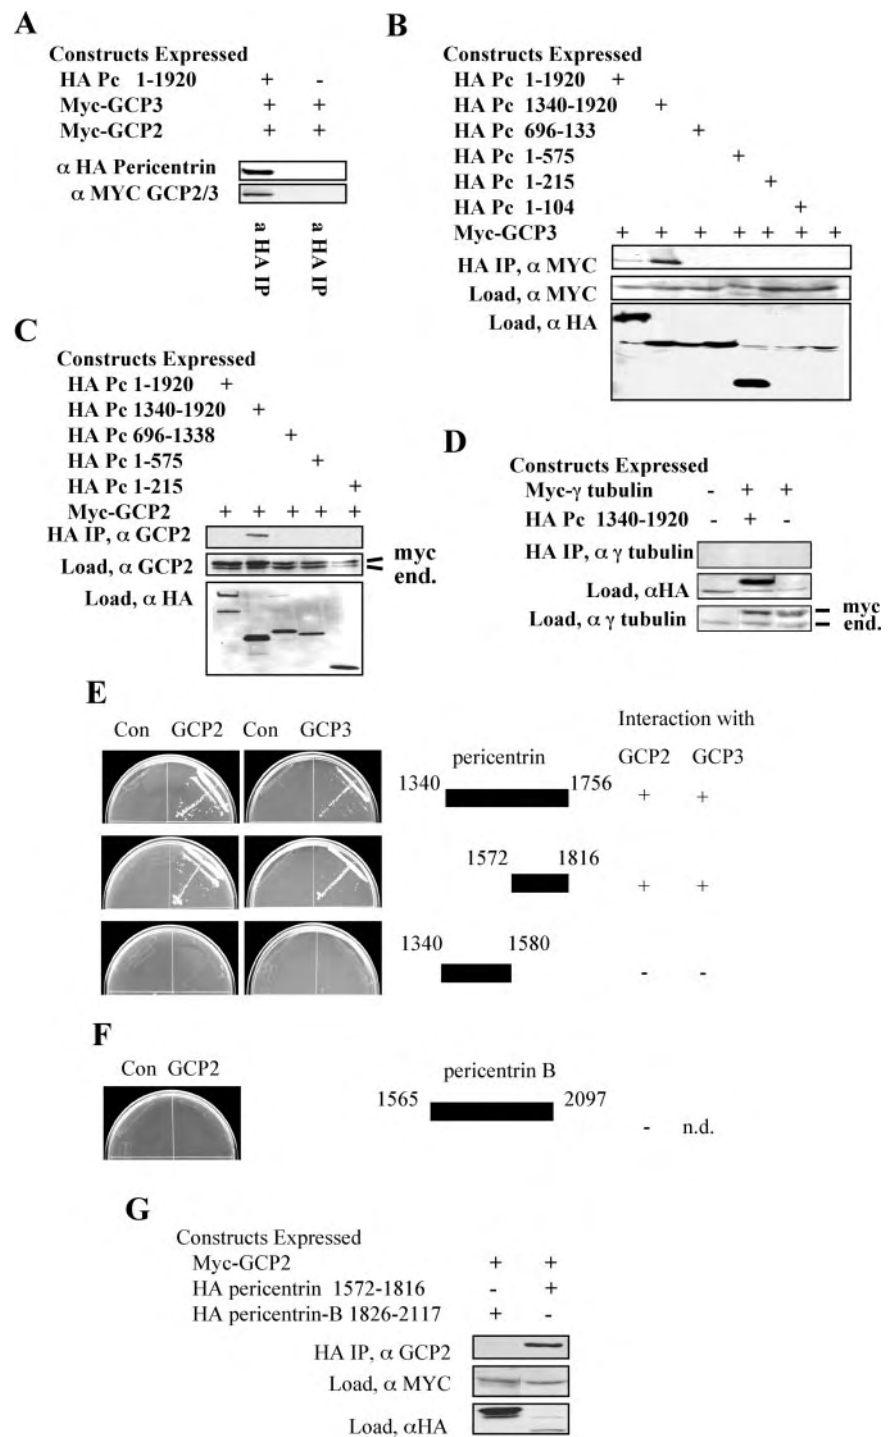 A
Constructs Expressed
HA Pc 1-1920 + -
Myc-GCP3 + +
Myc-GCP2 + +
α HA Pericentrin
α MYC GCP2/3
a HA IP
a HA IP
B
Constructs Expressed
HA Pc 1-1920 +
HA Pc 1340-1920 +
HA Pc 696-133 +
HA Pc 1-575 +
HA Pc 1-215 +
HA Pc 1-104 +
Myc-GCP3 + + + + + + +
HA IP, α MYC
Load, α MYC
Load, α HA
C
Constructs Expressed
HA Pc 1-1920 +
HA Pc 1340-1920 +
HA Pc 696-1338 +
HA Pc 1-575 +
HA Pc 1-215 +
Myc-GCP2 + + + + +
HA IP, α GCP2
Load, α GCP2
myc
end.
Load, α HA
D
Constructs Expressed
Myc-γ tubulin - + +
HA Pc 1340-1920 - + -
HA IP, α γ tubulin
Load, αHA
Load, α γ tubulin
myc
end.
E
Con GCP2 Con GCP3
Interaction with
pericentrin GCP2 GCP3
1340 1756 + +
1572 1816 + +
1340 1580 - -
F
Con GCP2
pericentrin B
1565 2097 - n.d.
G
Constructs Expressed
Myc-GCP2 + +
HA pericentrin 1572-1816 - +
HA pericentrin-B 1826-2117 + -
HA IP, α GCP2
Load, α MYC
Load, αHA